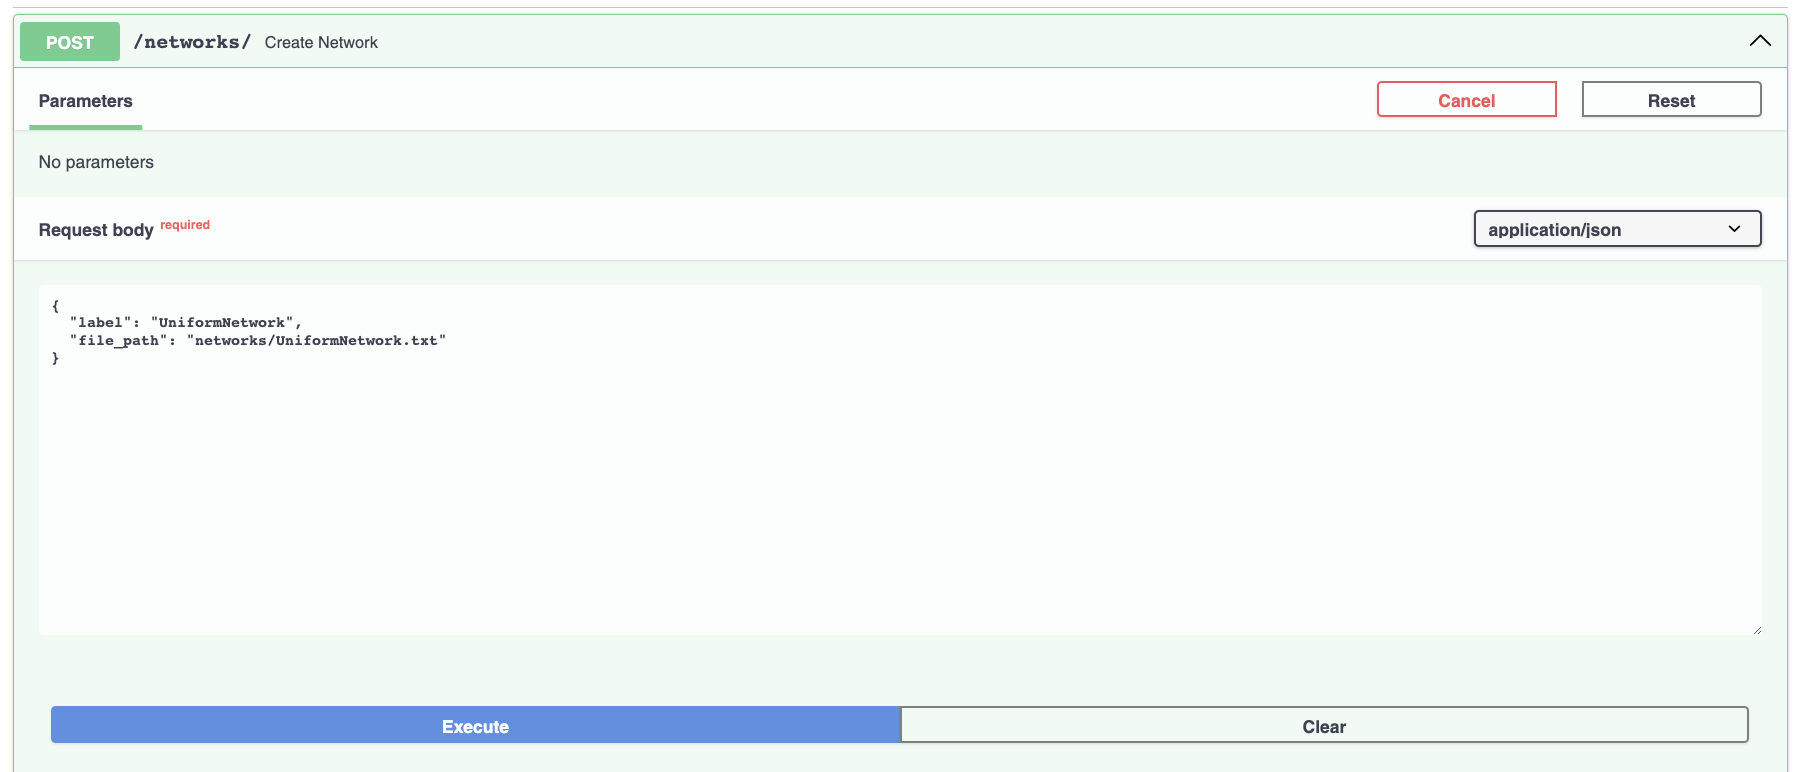 POST /networks/ Create Network
Parameters Cancel Reset
No parameters
Request body required application/json
{
  "label": "UniformNetwork",
  "file_path": "networks/UniformNetwork.txt"
}
Execute Clear